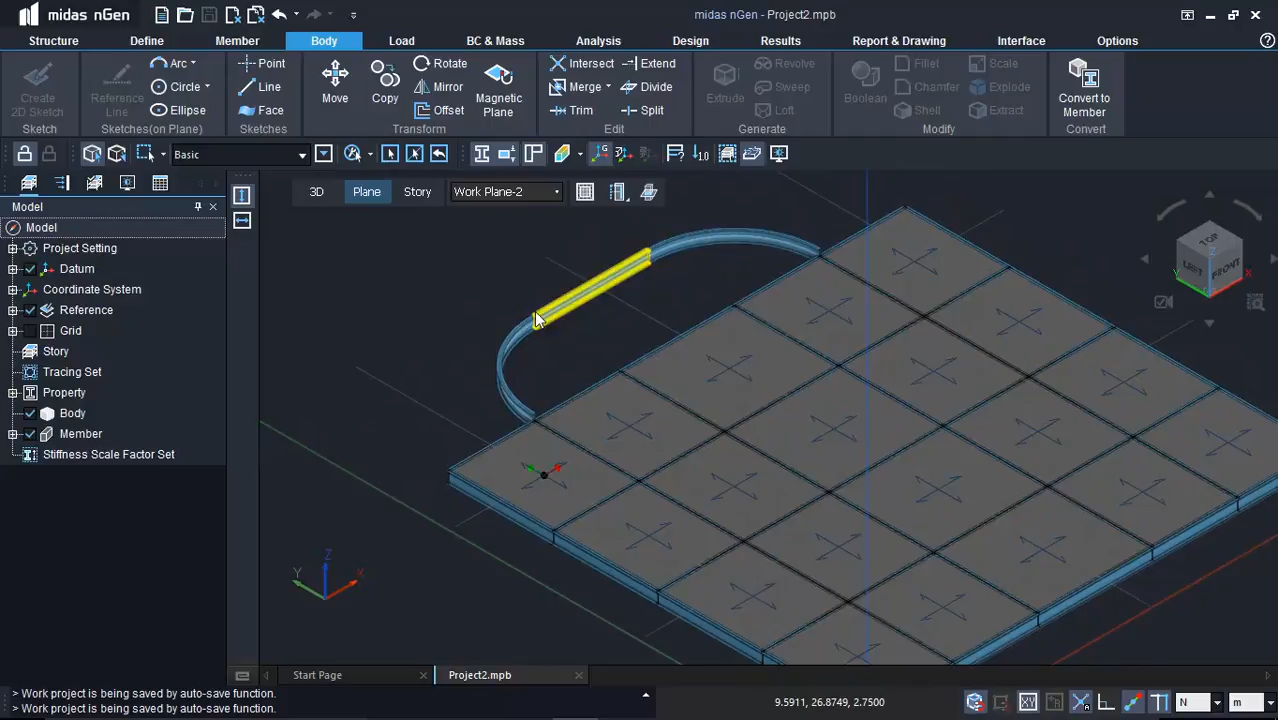 midas nGen
midas nGen - Project2.mpb
Structure Define Member Body Load BC & Mass Analysis Design Results Report & Drawing Interface Options
Create 2D Sketch
Sketch
Reference Line
Arc
Circle
Ellipse
Sketches(on Plane)
Point
Line
Face
Sketches
Move
Copy
Rotate
Mirror
Offset
Magnetic Plane
Transform
Intersect
Extend
Merge
Divide
Trim
Split
Edit
Extrude
Revolve
Sweep
Loft
Generate
Boolean
Fillet
Chamfer
Shell
Scale
Explode
Extract
Modify
Convert to Member
Convert
Basic
1.0
3D Plane Story Work Plane-2
Model
Model
Project Setting
Datum
Coordinate System
Reference
Grid
Story
Tracing Set
Property
Body
Member
Stiffness Scale Factor Set
TOP
LEFT
FRONT
Z
Y
X
Z
Y
X
Start Page
Project2.mpb
> Work project is being saved by auto-save function.
> Work project is being saved by auto-save function.
9.5911, 26.8749, 2.7500
XY
N
m